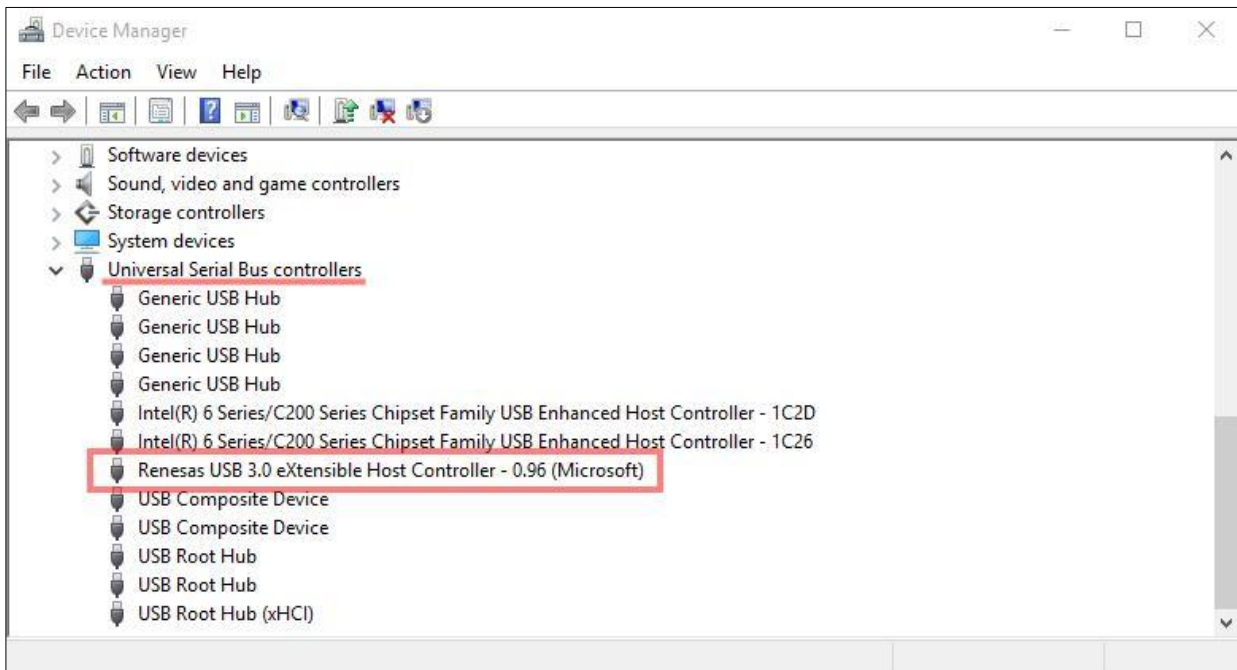 Device Manager
File Action View Help
Software devices
Sound, video and game controllers
Storage controllers
System devices
Universal Serial Bus controllers
Generic USB Hub
Generic USB Hub
Generic USB Hub
Generic USB Hub
Intel(R) 6 Series/C200 Series Chipset Family USB Enhanced Host Controller - 1C2D
Intel(R) 6 Series/C200 Series Chipset Family USB Enhanced Host Controller - 1C26
Renesas USB 3.0 eXtensible Host Controller - 0.96 (Microsoft)
USB Composite Device
USB Composite Device
USB Root Hub
USB Root Hub
USB Root Hub (xHCI)